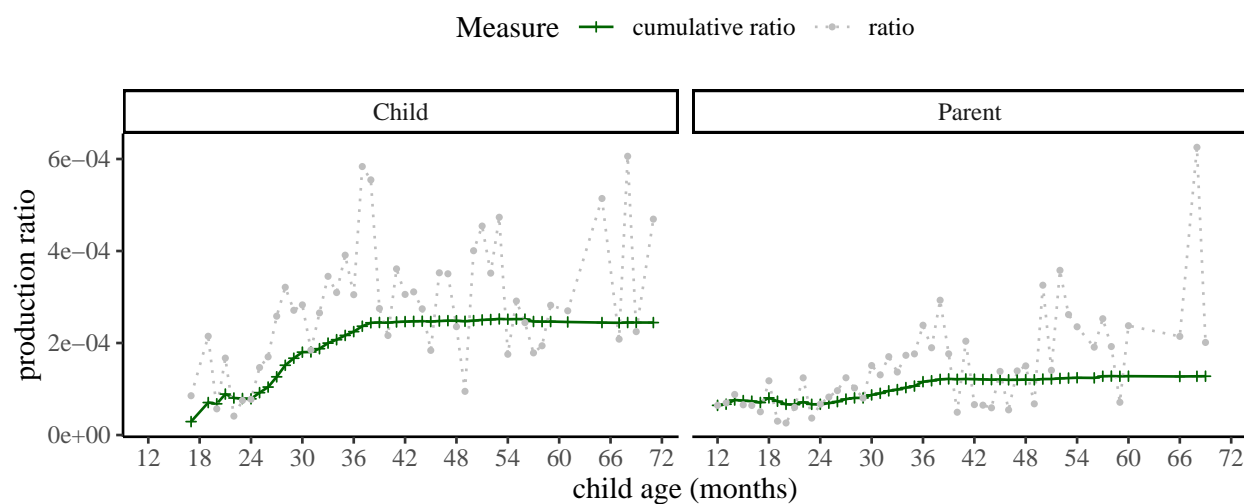 Measure cumulative ratio ratio
Child Parent
6e−04
4e−04
2e−04
0e+00
production ratio
12 18 24 30 36 42 48 54 60 66 72 12 18 24 30 36 42 48 54 60 66 72
child age (months)